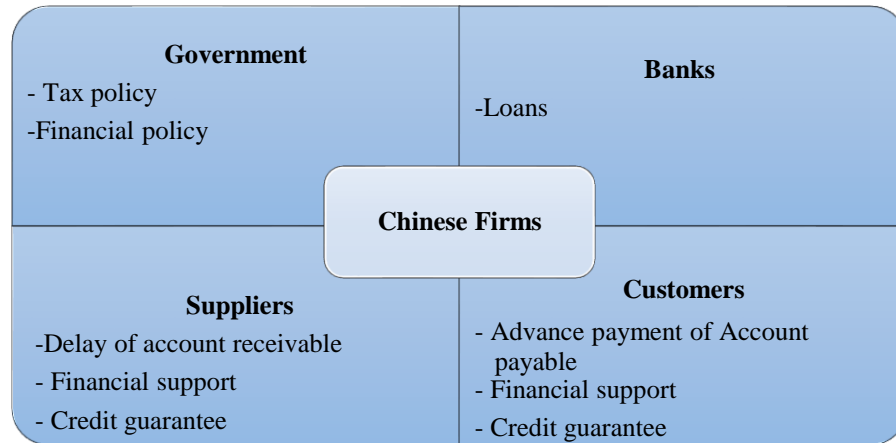 Government
- Tax policy
-Financial policy
Banks
-Loans
Chinese Firms
Suppliers
-Delay of account receivable
- Financial support
- Credit guarantee
Customers
- Advance payment of Account
payable
- Financial support
- Credit guarantee